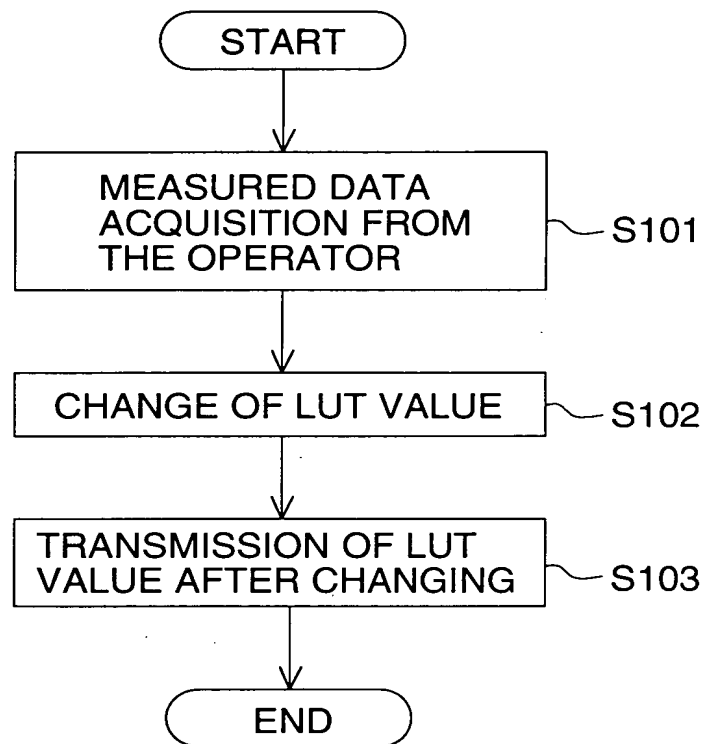 START
MEASURED DATA
ACQUISITION FROM
THE OPERATOR
S101
CHANGE OF LUT VALUE
S102
TRANSMISSION OF LUT
VALUE AFTER CHANGING
S103
END